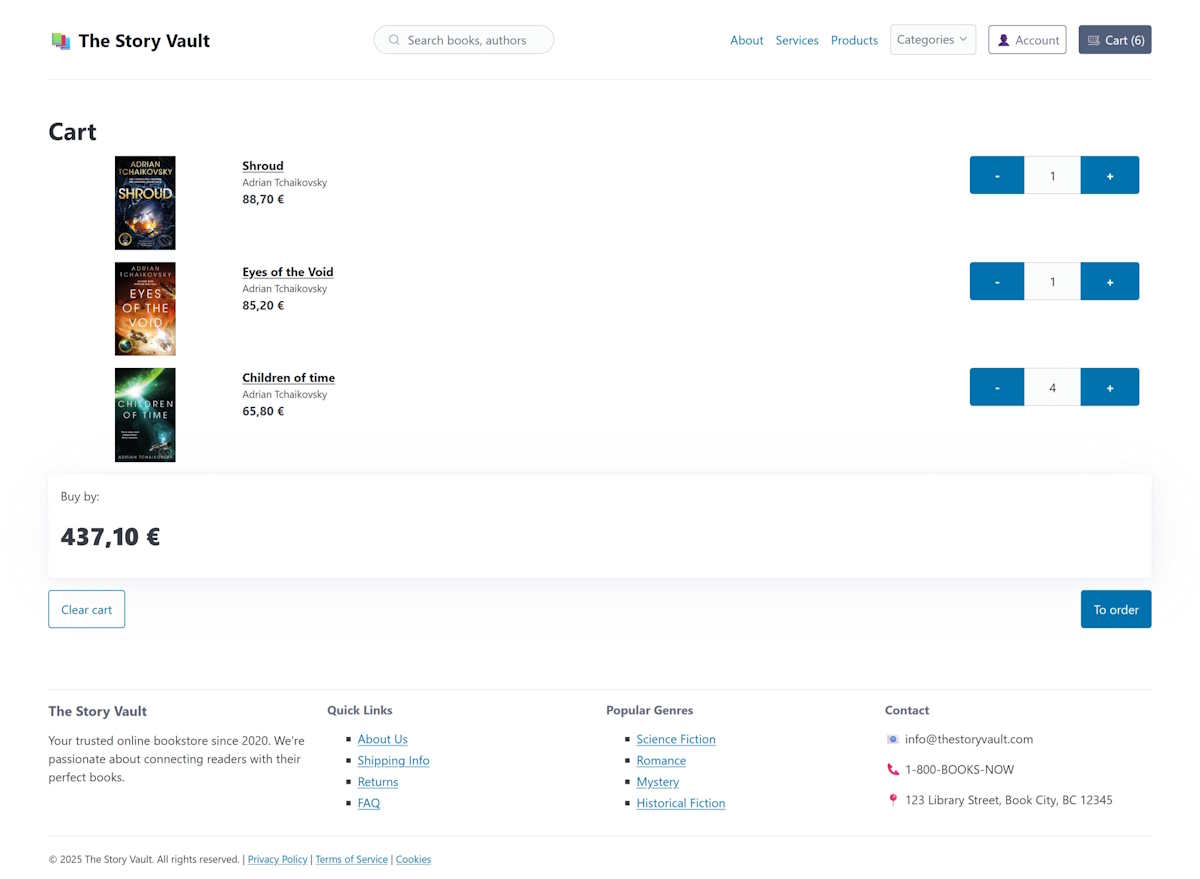 The Story Vault
Search books, authors
About Services Products Categories Account Cart (6)
Cart
ADRIAN
TCHAIKOVSKY
SHROUD
Shroud
Adrian Tchaikovsky
88,70 €
- 1 +
ADRIAN
TCHAIKOVSKY
EYES
OF THE
VOID
Eyes of the Void
Adrian Tchaikovsky
85,20 €
- 1 +
CHILDREN
OF TIME
ADRIAN TCHAIKOVSKY
Children of time
Adrian Tchaikovsky
65,80 €
- 4 +
Buy by:
437,10 €
Clear cart
To order
The Story Vault
Your trusted online bookstore since 2020. We're
passionate about connecting readers with their
perfect books.
Quick Links
About Us
Shipping Info
Returns
FAQ
Popular Genres
Science Fiction
Romance
Mystery
Historical Fiction
Contact
info@thestoryvault.com
1-800-BOOKS-NOW
123 Library Street, Book City, BC 12345
© 2025 The Story Vault. All rights reserved. | Privacy Policy | Terms of Service | Cookies